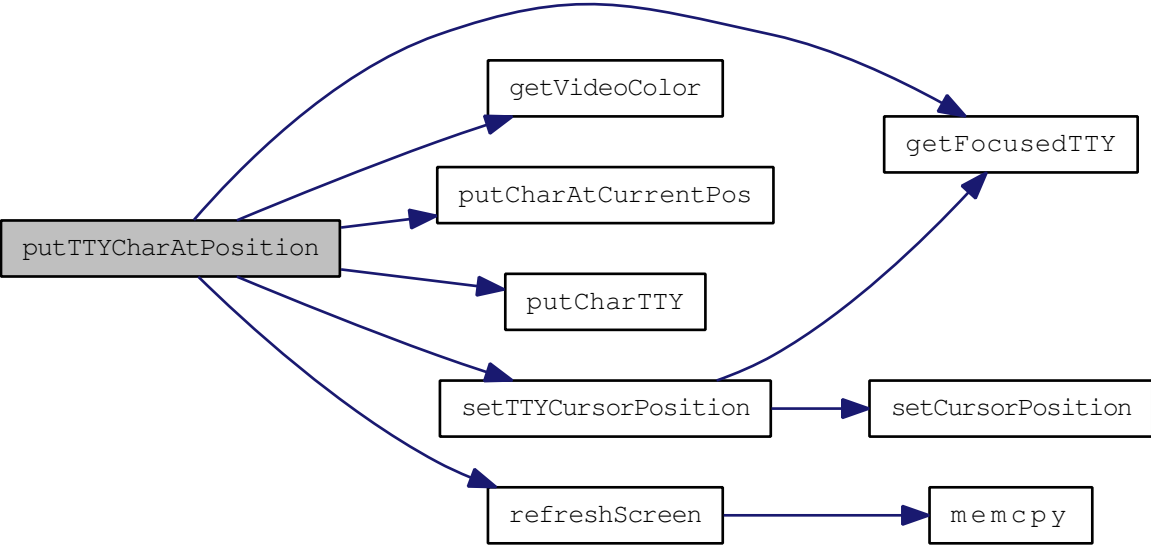 getVideoColor
getFocusedTTY
putCharAtCurrentPos
putTTYCharAtPosition
putCharTTY
setTTYCursorPosition
setCursorPosition
refreshScreen
memcpy